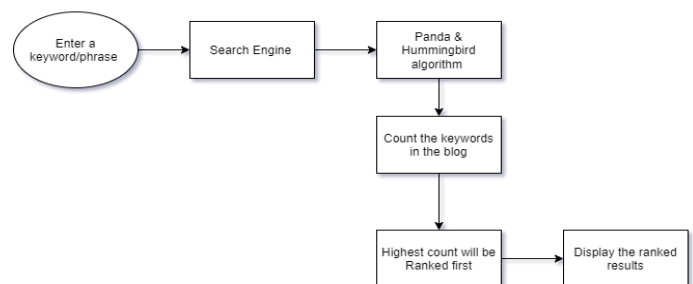 Enter a
keyword/phrase
Search Engine
Panda &
Hummingbird
algorithm
Count the keywords
in the blog
Highest count will be
Ranked first
Display the ranked
results